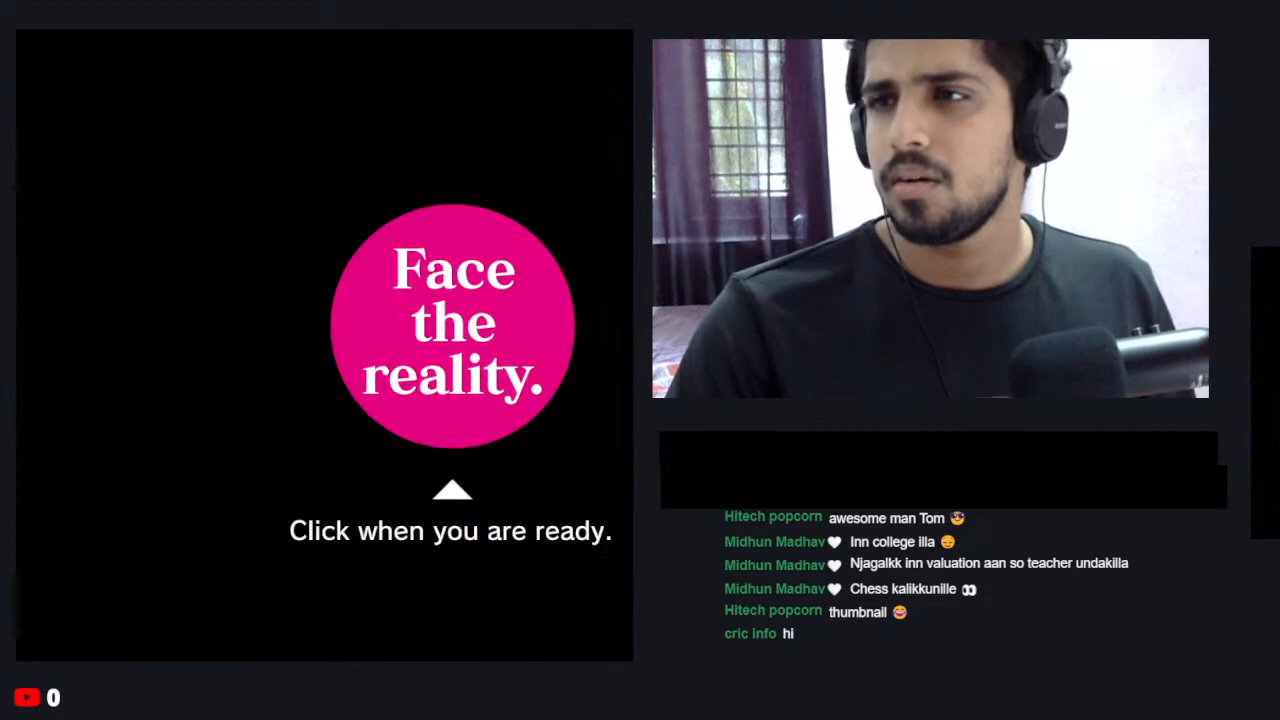 Face
the
reality.
Click when you are ready.
Hitech popcorn awesome man Tom 😎
Midhun Madhav🤍 Inn college illa 😔
Midhun Madhav🤍 Njagalkk inn valuation aan so teacher undakilla
Midhun Madhav🤍 Chess kalikkunille 👀
Hitech popcorn thumbnail 😂
cric info hi
0